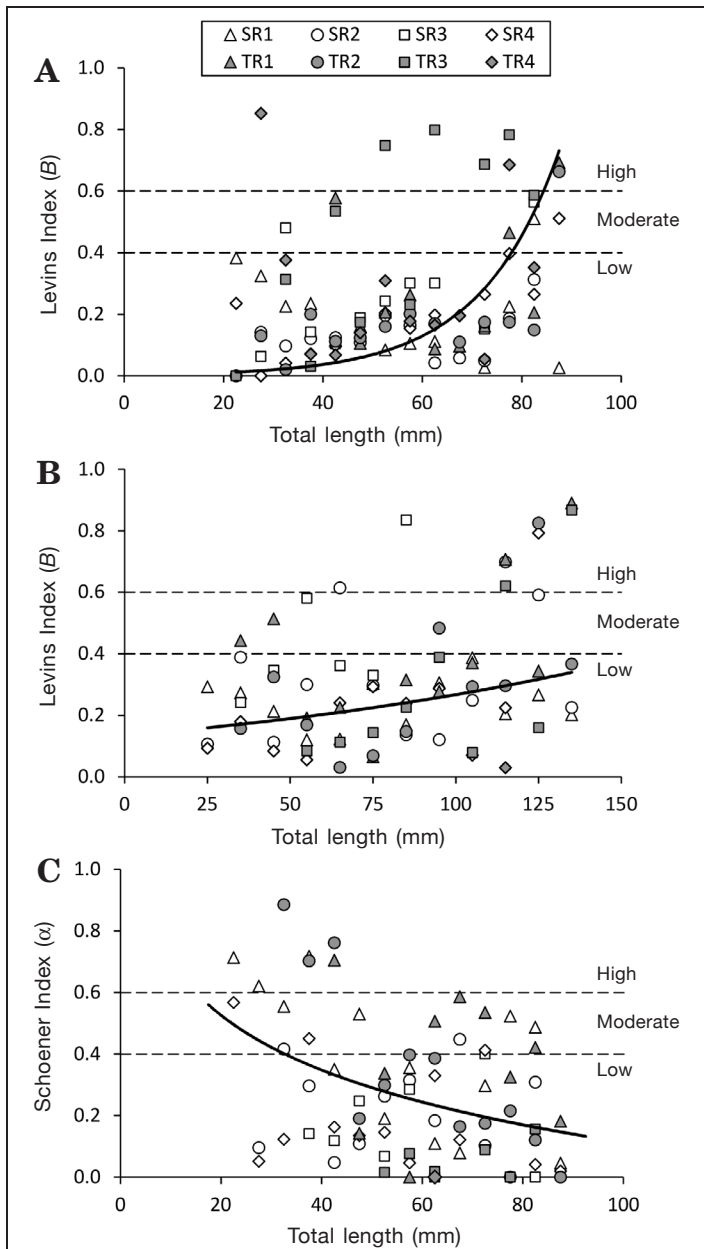 SR1 SR2 SR3 SR4
TR1 TR2 TR3 TR4
A
1.0
0.8
0.6
0.4
0.2
0.0
Levins Index (B)
High
Moderate
Low
0 20 40 60 80 100
Total length (mm)
B
1.0
0.8
0.6
0.4
0.2
0.0
Levins Index (B)
High
Moderate
Low
0 25 50 75 100 125 150
Total length (mm)
C
1.0
0.8
0.6
0.4
0.2
0.0
Schoener Index (α)
High
Moderate
Low
0 20 40 60 80 100
Total length (mm)